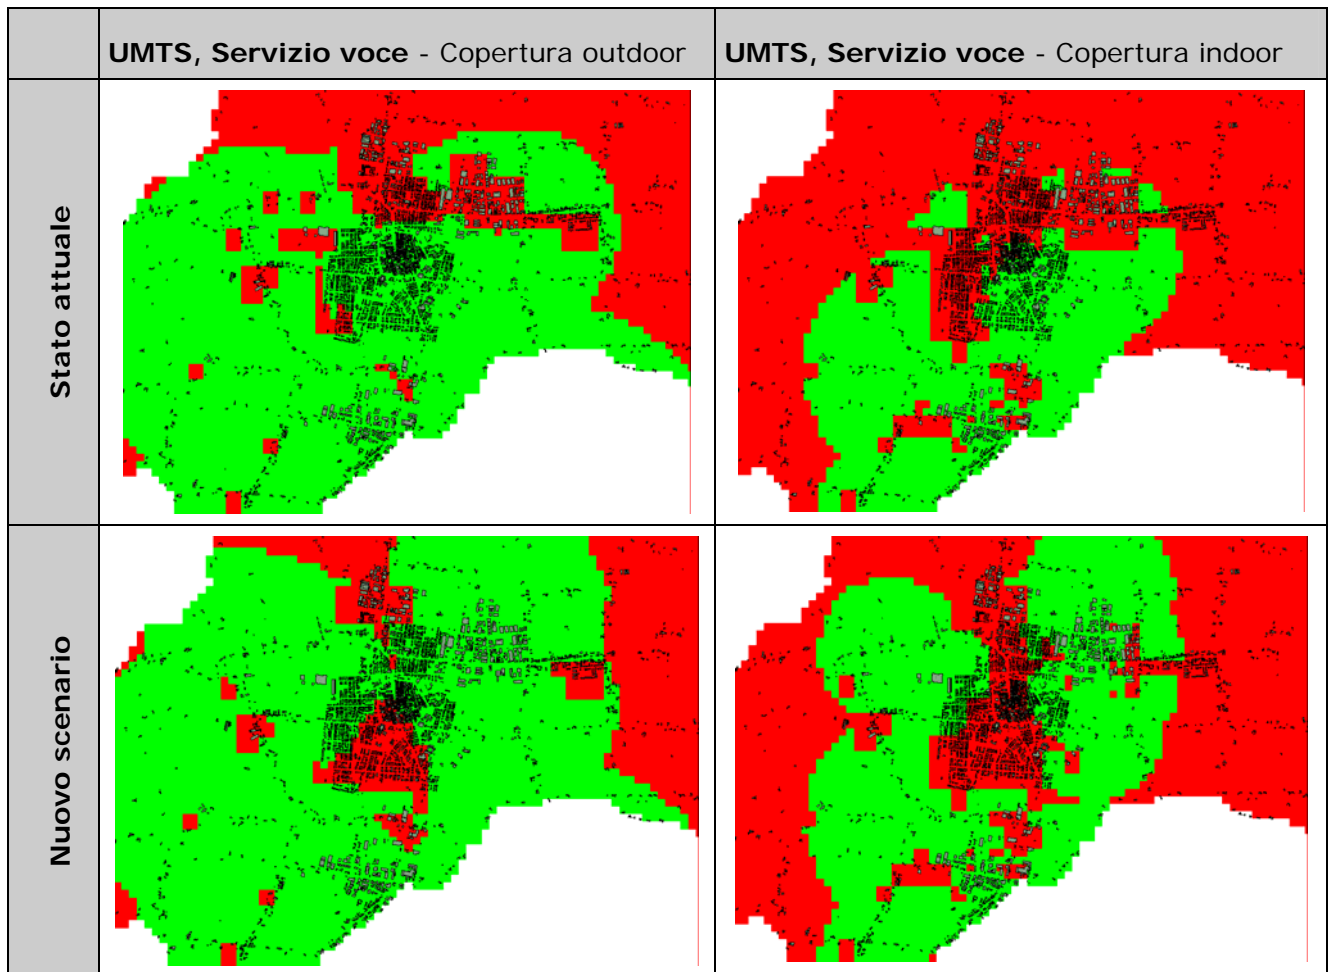 UMTS, Servizio voce - Copertura outdoor
UMTS, Servizio voce - Copertura indoor
Stato attuale
Nuovo scenario